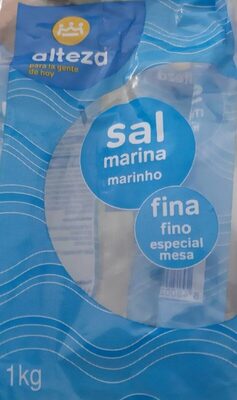 alteza
para la gente
de hoy
sal
marina
marinho
fina
fino
especial
mesa
1kg